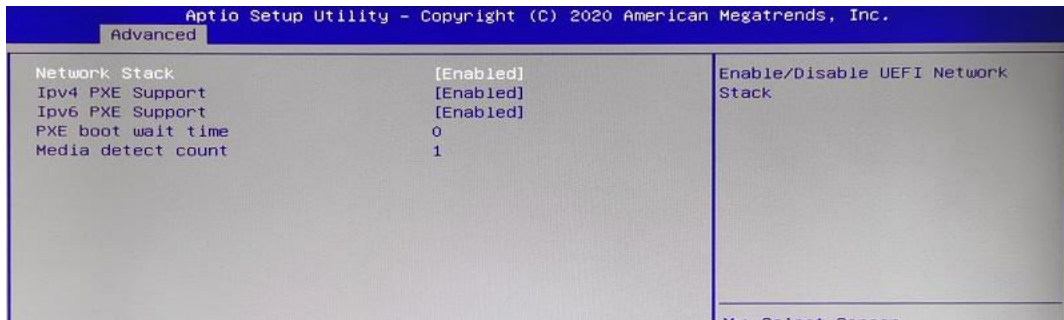 Aptio Setup Utility – Copyright (C) 2020 American Megatrends, Inc.
Advanced
Network Stack [Enabled]
Ipv4 PXE Support [Enabled]
Ipv6 PXE Support [Enabled]
PXE boot wait time 0
Media detect count 1
Enable/Disable UEFI Network
Stack